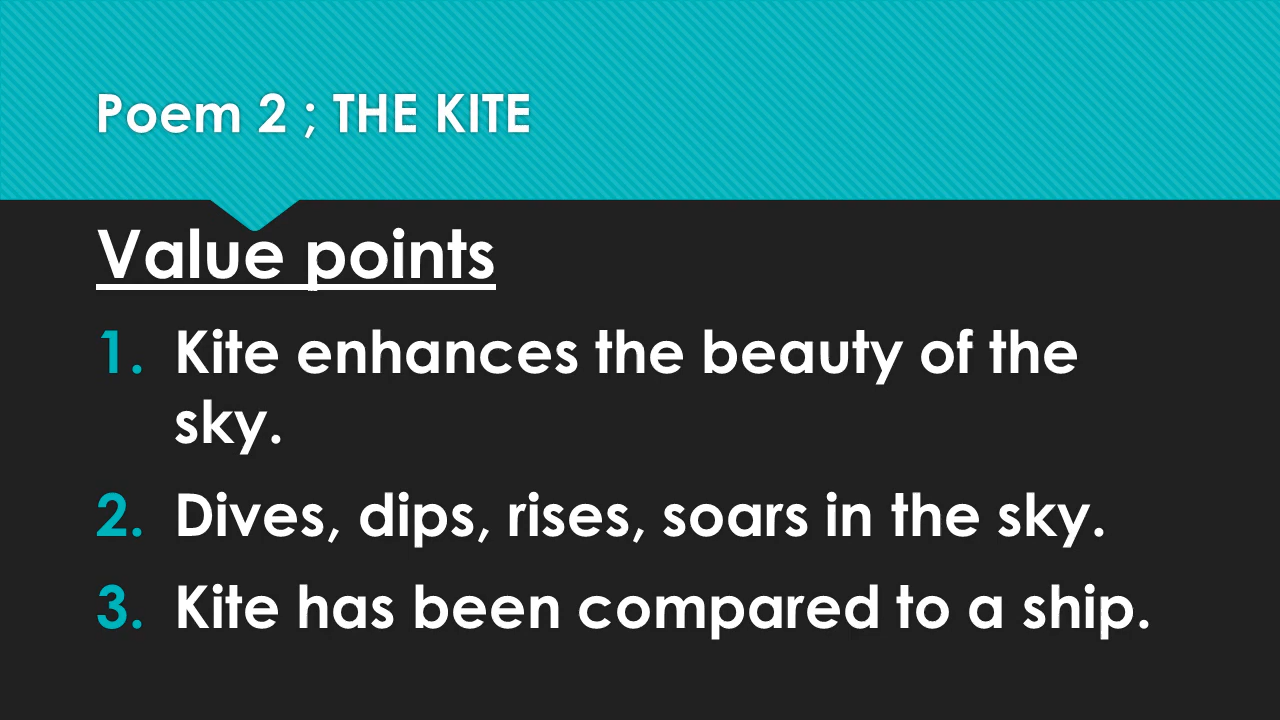 Poem 2 ; THE KITE
Value points
1. Kite enhances the beauty of the
sky.
2. Dives, dips, rises, soars in the sky.
3. Kite has been compared to a ship.